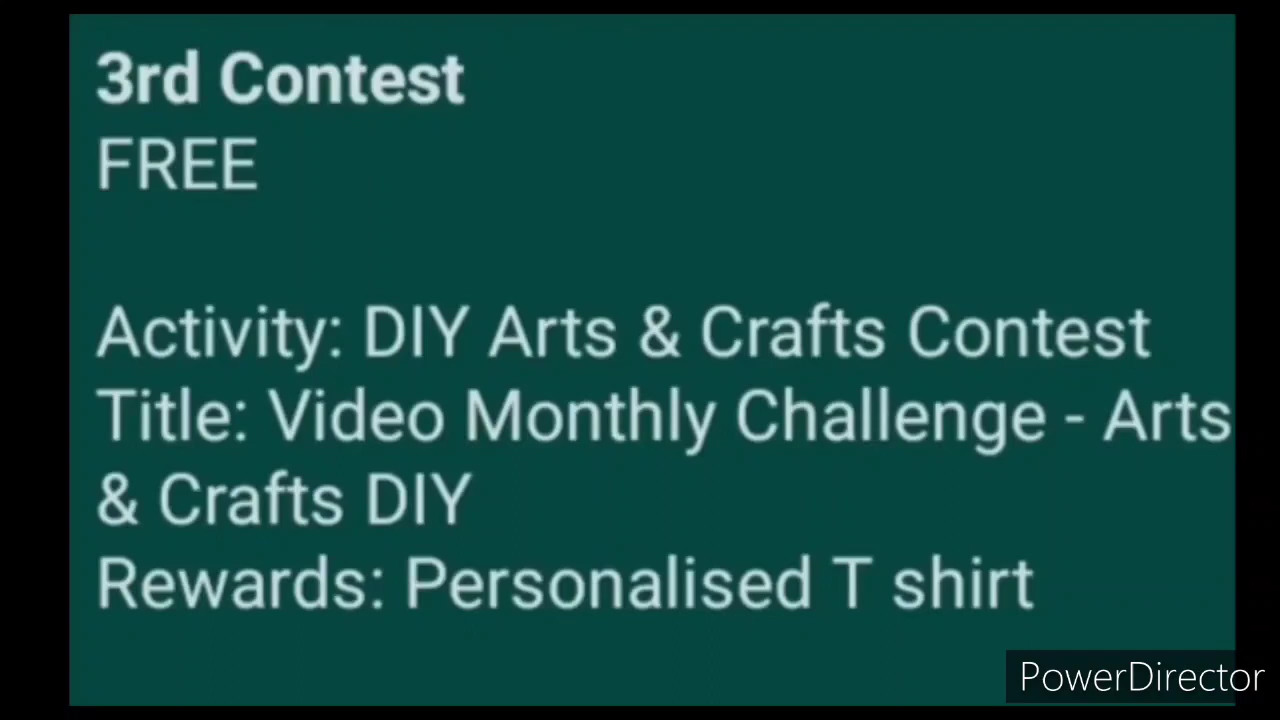 3rd Contest
FREE
Activity: DIY Arts & Crafts Contest
Title: Video Monthly Challenge - Arts
& Crafts DIY
Rewards: Personalised T shirt
PowerDirector